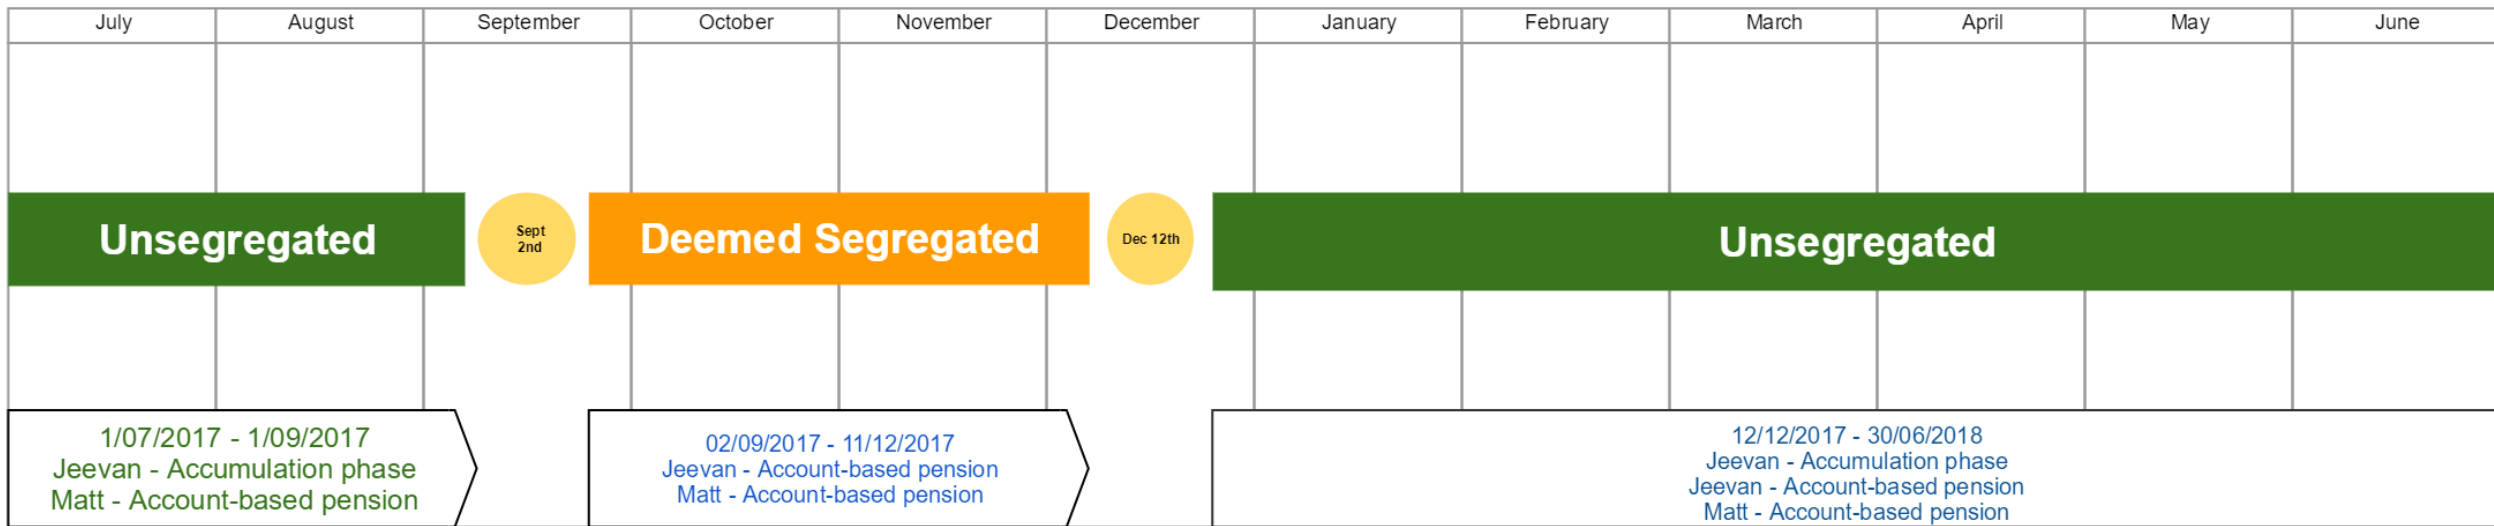 July
August
September
October
November
December
January
February
March
April
May
June
Unsegregated
Sept
2nd
Deemed Segregated
Dec 12th
Unsegregated
1/07/2017 - 1/09/2017
Jeevan - Accumulation phase
Matt - Account-based pension
02/09/2017 - 11/12/2017
Jeevan - Account-based pension
Matt - Account-based pension
12/12/2017 - 30/06/2018
Jeevan - Accumulation phase
Jeevan - Account-based pension
Matt - Account-based pension